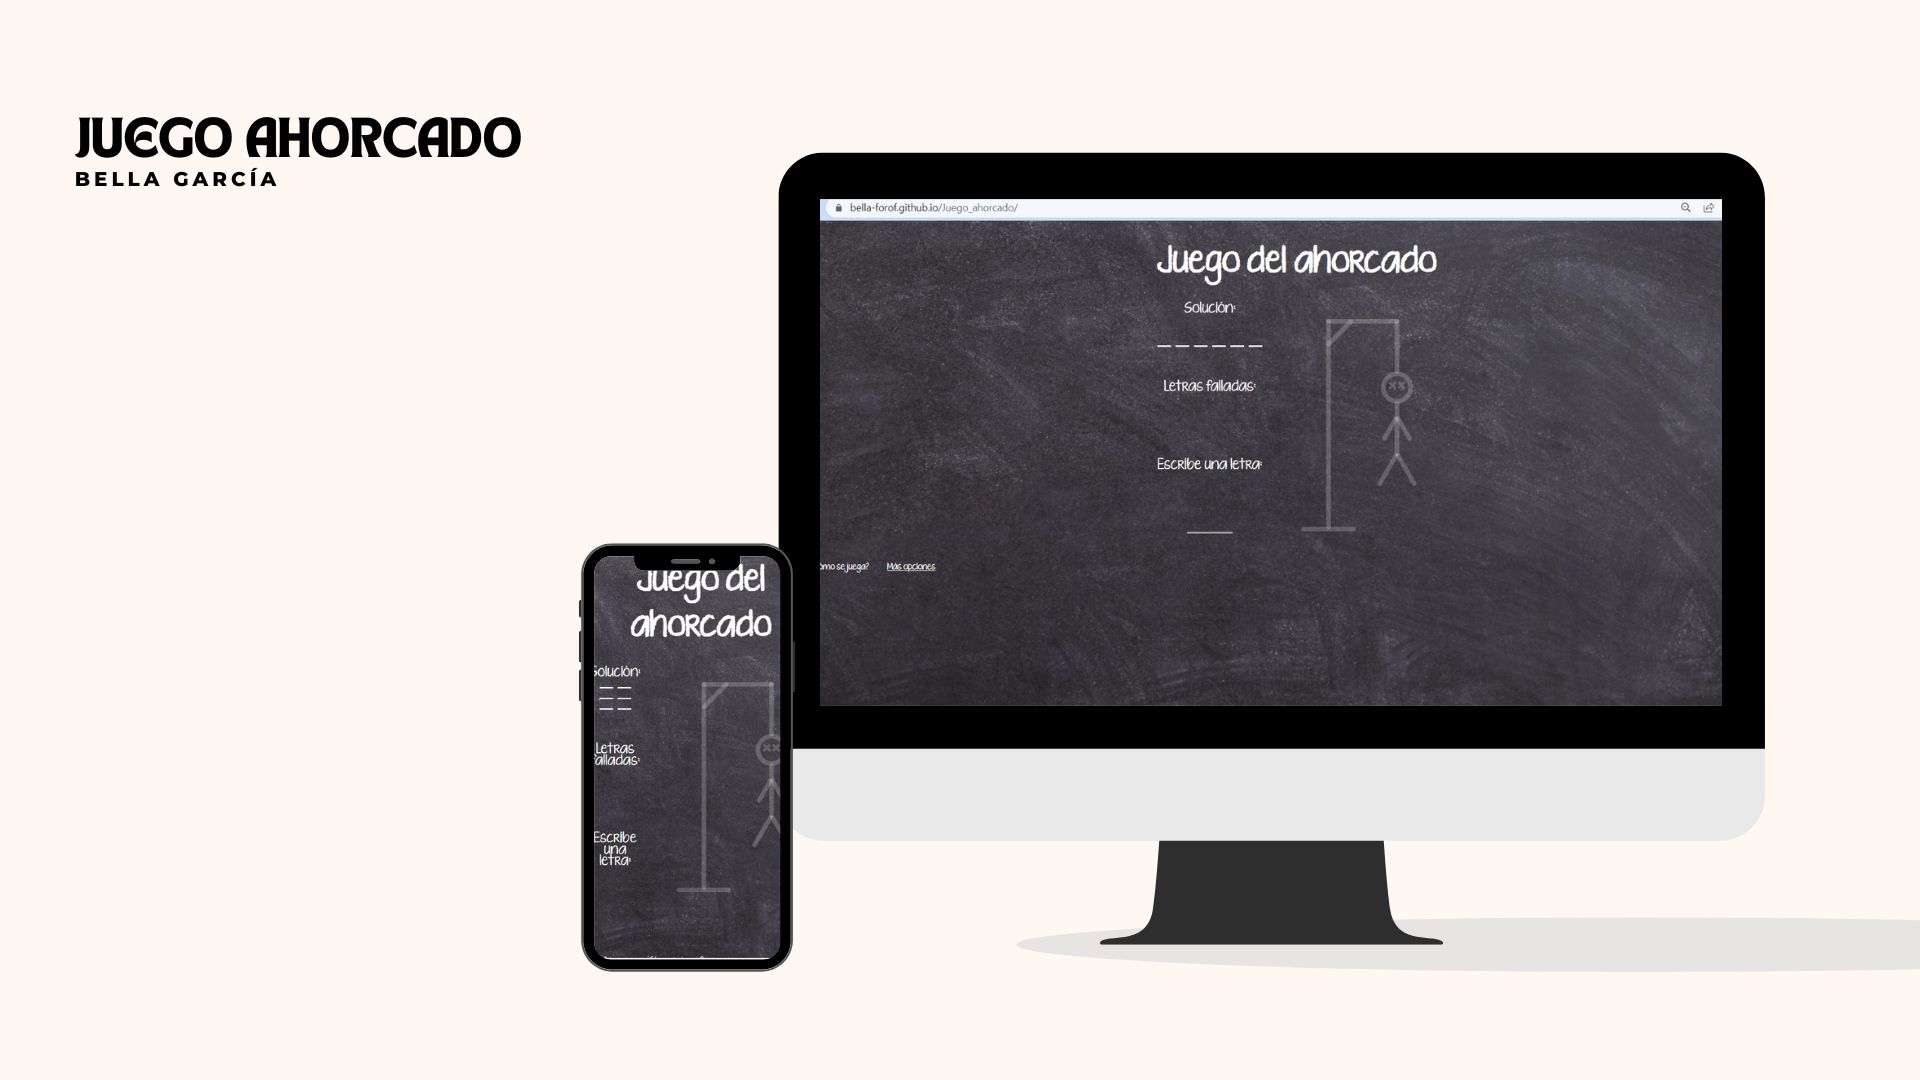 JUEGO AHORCADO
BELLA GARCÍA
bella-forof.github.io/Juego_ahorcado/
Juego del ahorcado
Solución:
Letras falladas:
Escribe una letra:
se juega?
Más opciones
Juego del
ahorcado
Solución:
Letras
falladas:
Escribe
una
letra: